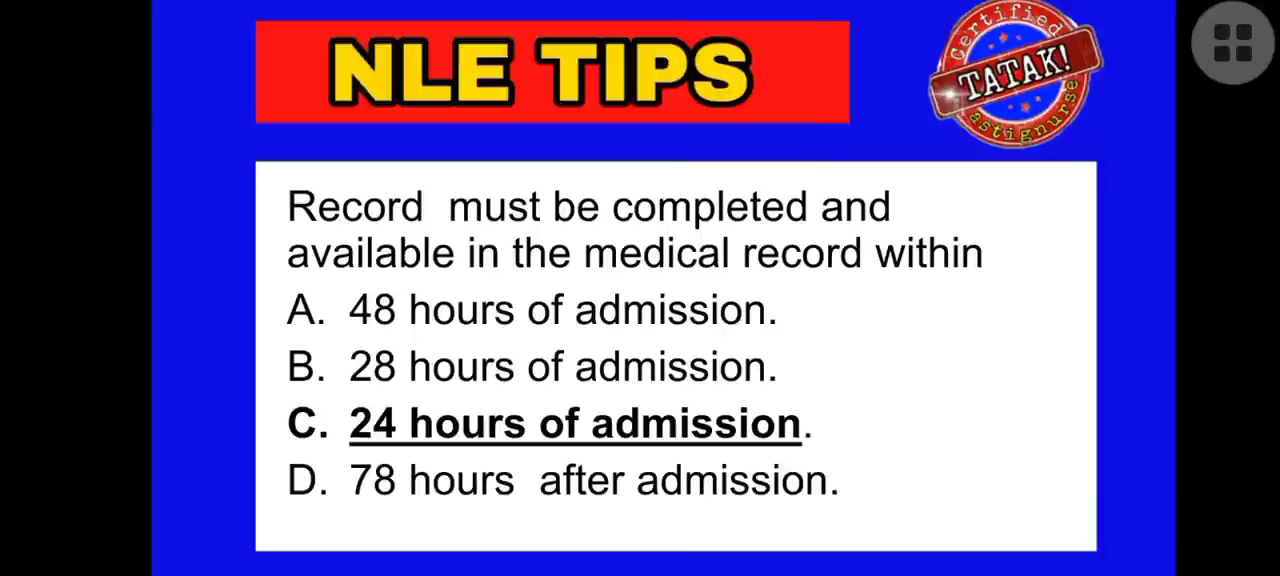 NLE TIPS
Certified
TATAK!
astignurse
Record  must be completed and
available in the medical record within
A. 48 hours of admission.
B. 28 hours of admission.
C. 24 hours of admission.
D. 78 hours  after admission.